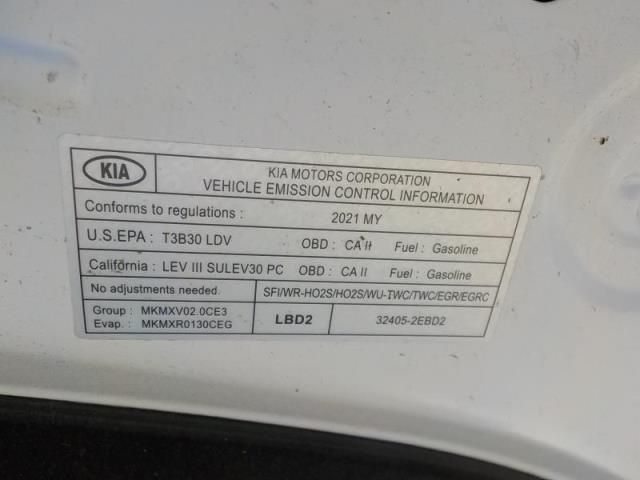 KIA
KIA MOTORS CORPORATION
VEHICLE EMISSION CONTROL INFORMATION
Conforms to regulations : 2021 MY
U.S.EPA : T3B30 LDV OBD : CA II Fuel : Gasoline
California : LEV III SULEV30 PC OBD : CA II Fuel : Gasoline
No adjustments needed. SFI/WR-HO2S/HO2S/WU-TWC/TWC/EGR/EGRC
Group : MKMXV02.0CE3
Evap. : MKMXR0130CEG
LBD2
32405-2EBD2